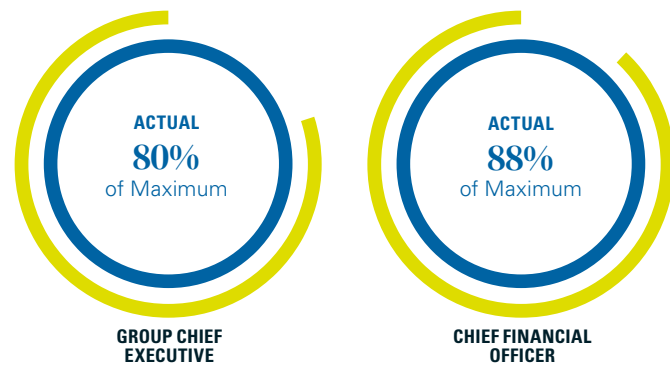 ACTUAL
80%
of Maximum
GROUP CHIEF
EXECUTIVE
ACTUAL
88%
of Maximum
CHIEF FINANCIAL
OFFICER